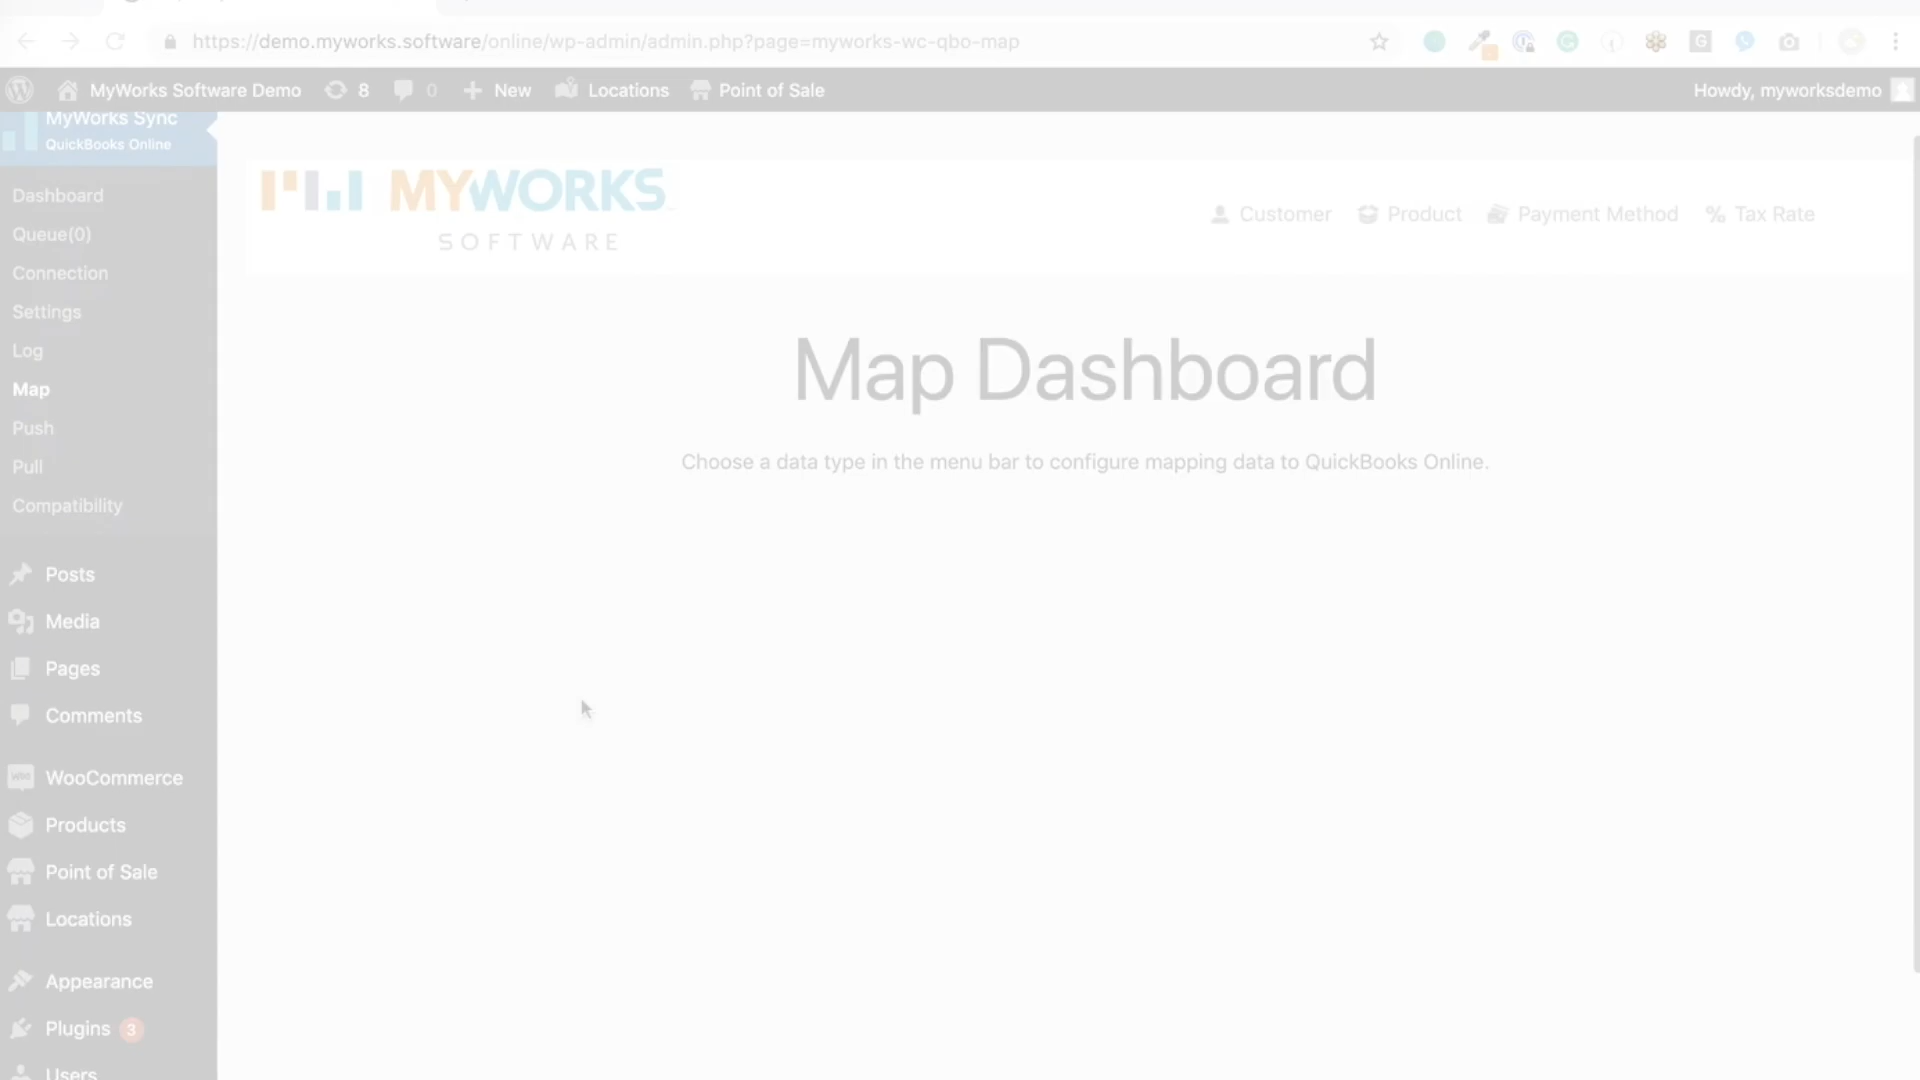 https://demo.myworks.software/online/wp-admin/admin.php?page=myworks-wc-qbo-map
MyWorks Software Demo 8 0 New Locations Point of Sale Howdy, myworksdemo
MyWorks Sync
QuickBooks Online
Dashboard
Queue(0)
Connection
Settings
Log
Map
Push
Pull
Compatibility
Posts
Media
Pages
Comments
WooCommerce
Products
Point of Sale
Locations
Appearance
Plugins 3
Users
MYWORKS
SOFTWARE
Customer Product Payment Method Tax Rate
Map Dashboard
Choose a data type in the menu bar to configure mapping data to QuickBooks Online.